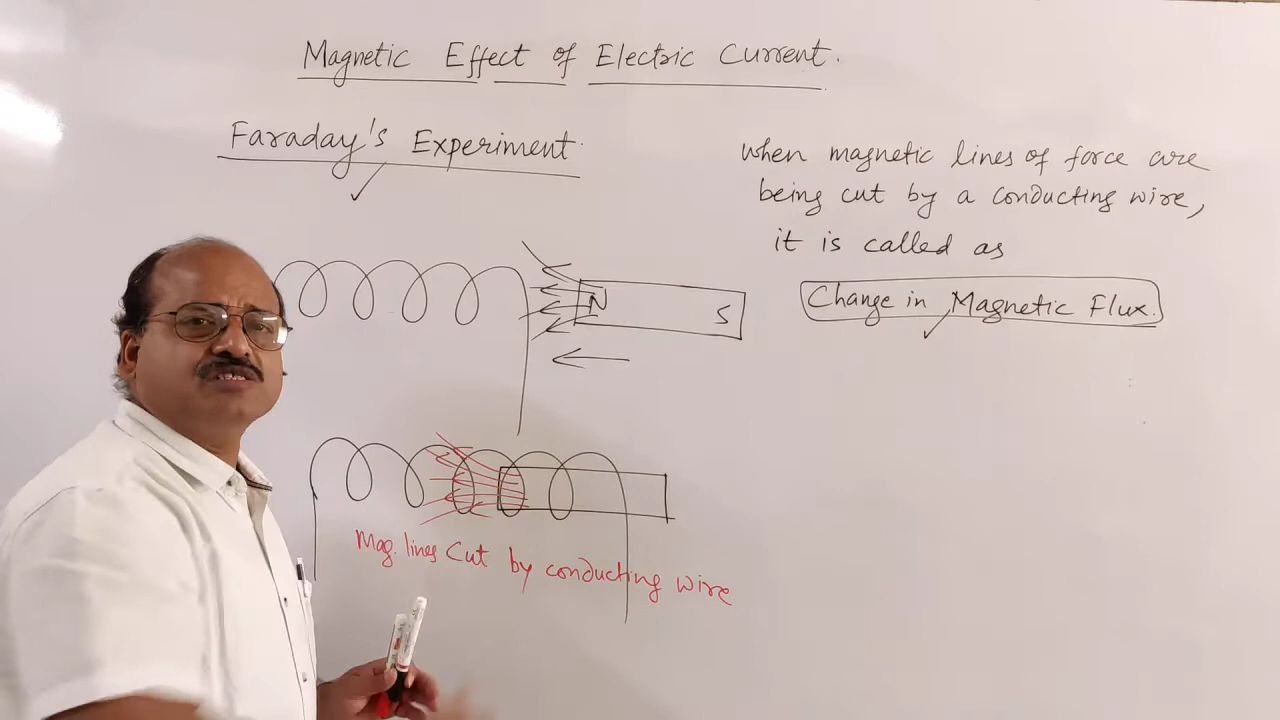 Magnetic Effect of Electric Current.
Faraday's Experiment.
when magnetic lines of force are
being cut by a conducting wire,
it is called as
Change in Magnetic Flux.
N S
Mag. lines Cut by conducting wire